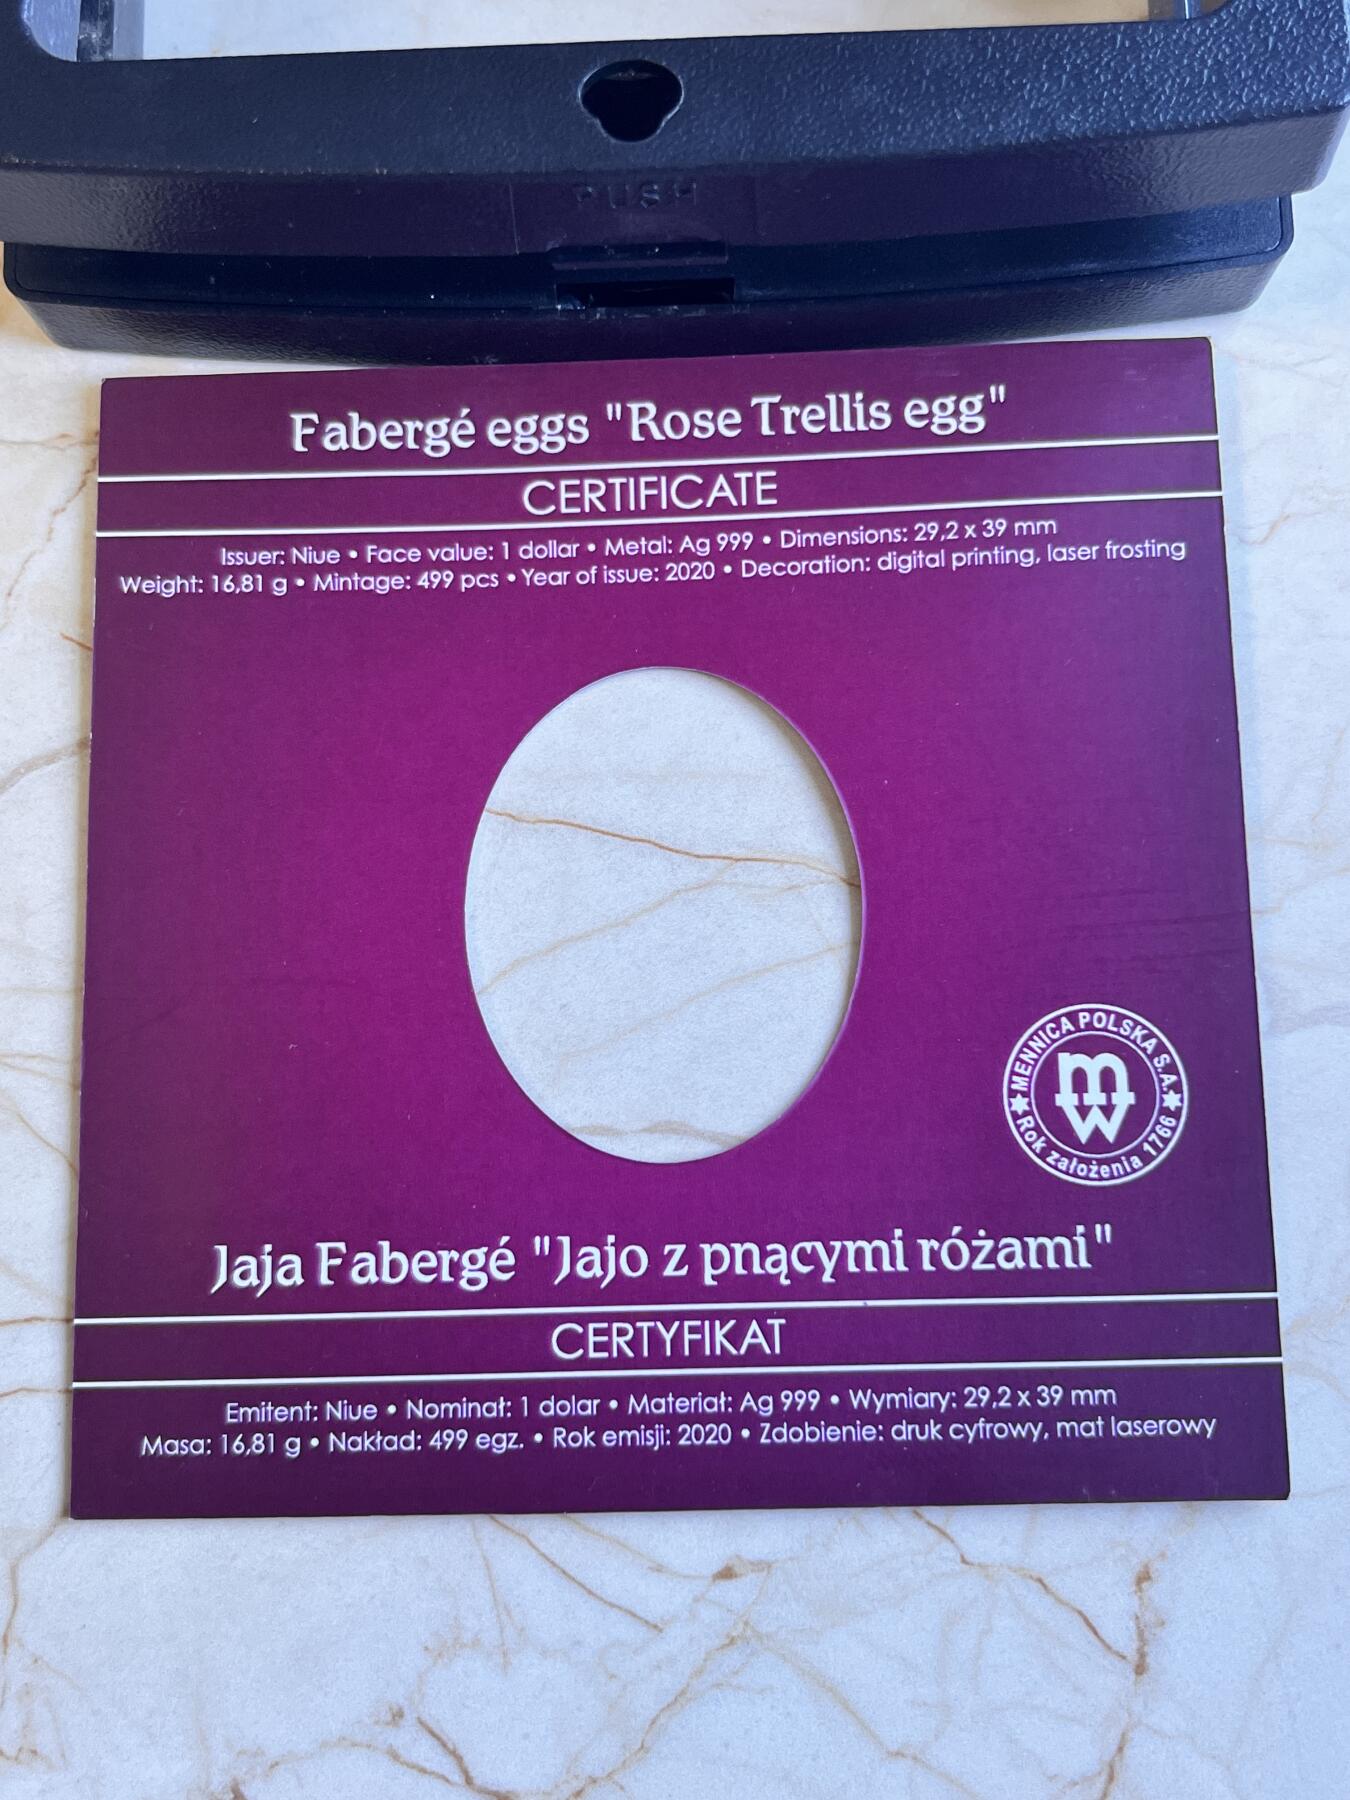 PUSH
Fabergé eggs "Rose Trellis egg"
CERTIFICATE
Issuer: Niue • Face value: 1 dollar • Metal: Ag 999 • Dimensions: 29,2 x 39 mm
Weight: 16,81 g • Mintage: 499 pcs • Year of issue: 2020 • Decoration: digital printing, laser frosting
MENNICA POLSKA S.A.
mw
Rok założenia 1766
Jaja Fabergé "Jajo z pnącymi różami"
CERTYFIKAT
Emitent: Niue • Nominał: 1 dolar • Materiał: Ag 999 • Wymiary: 29,2 x 39 mm
Masa: 16,81 g • Nakład: 499 egz. • Rok emisji: 2020 • Zdobienie: druk cyfrowy, mat laserowy